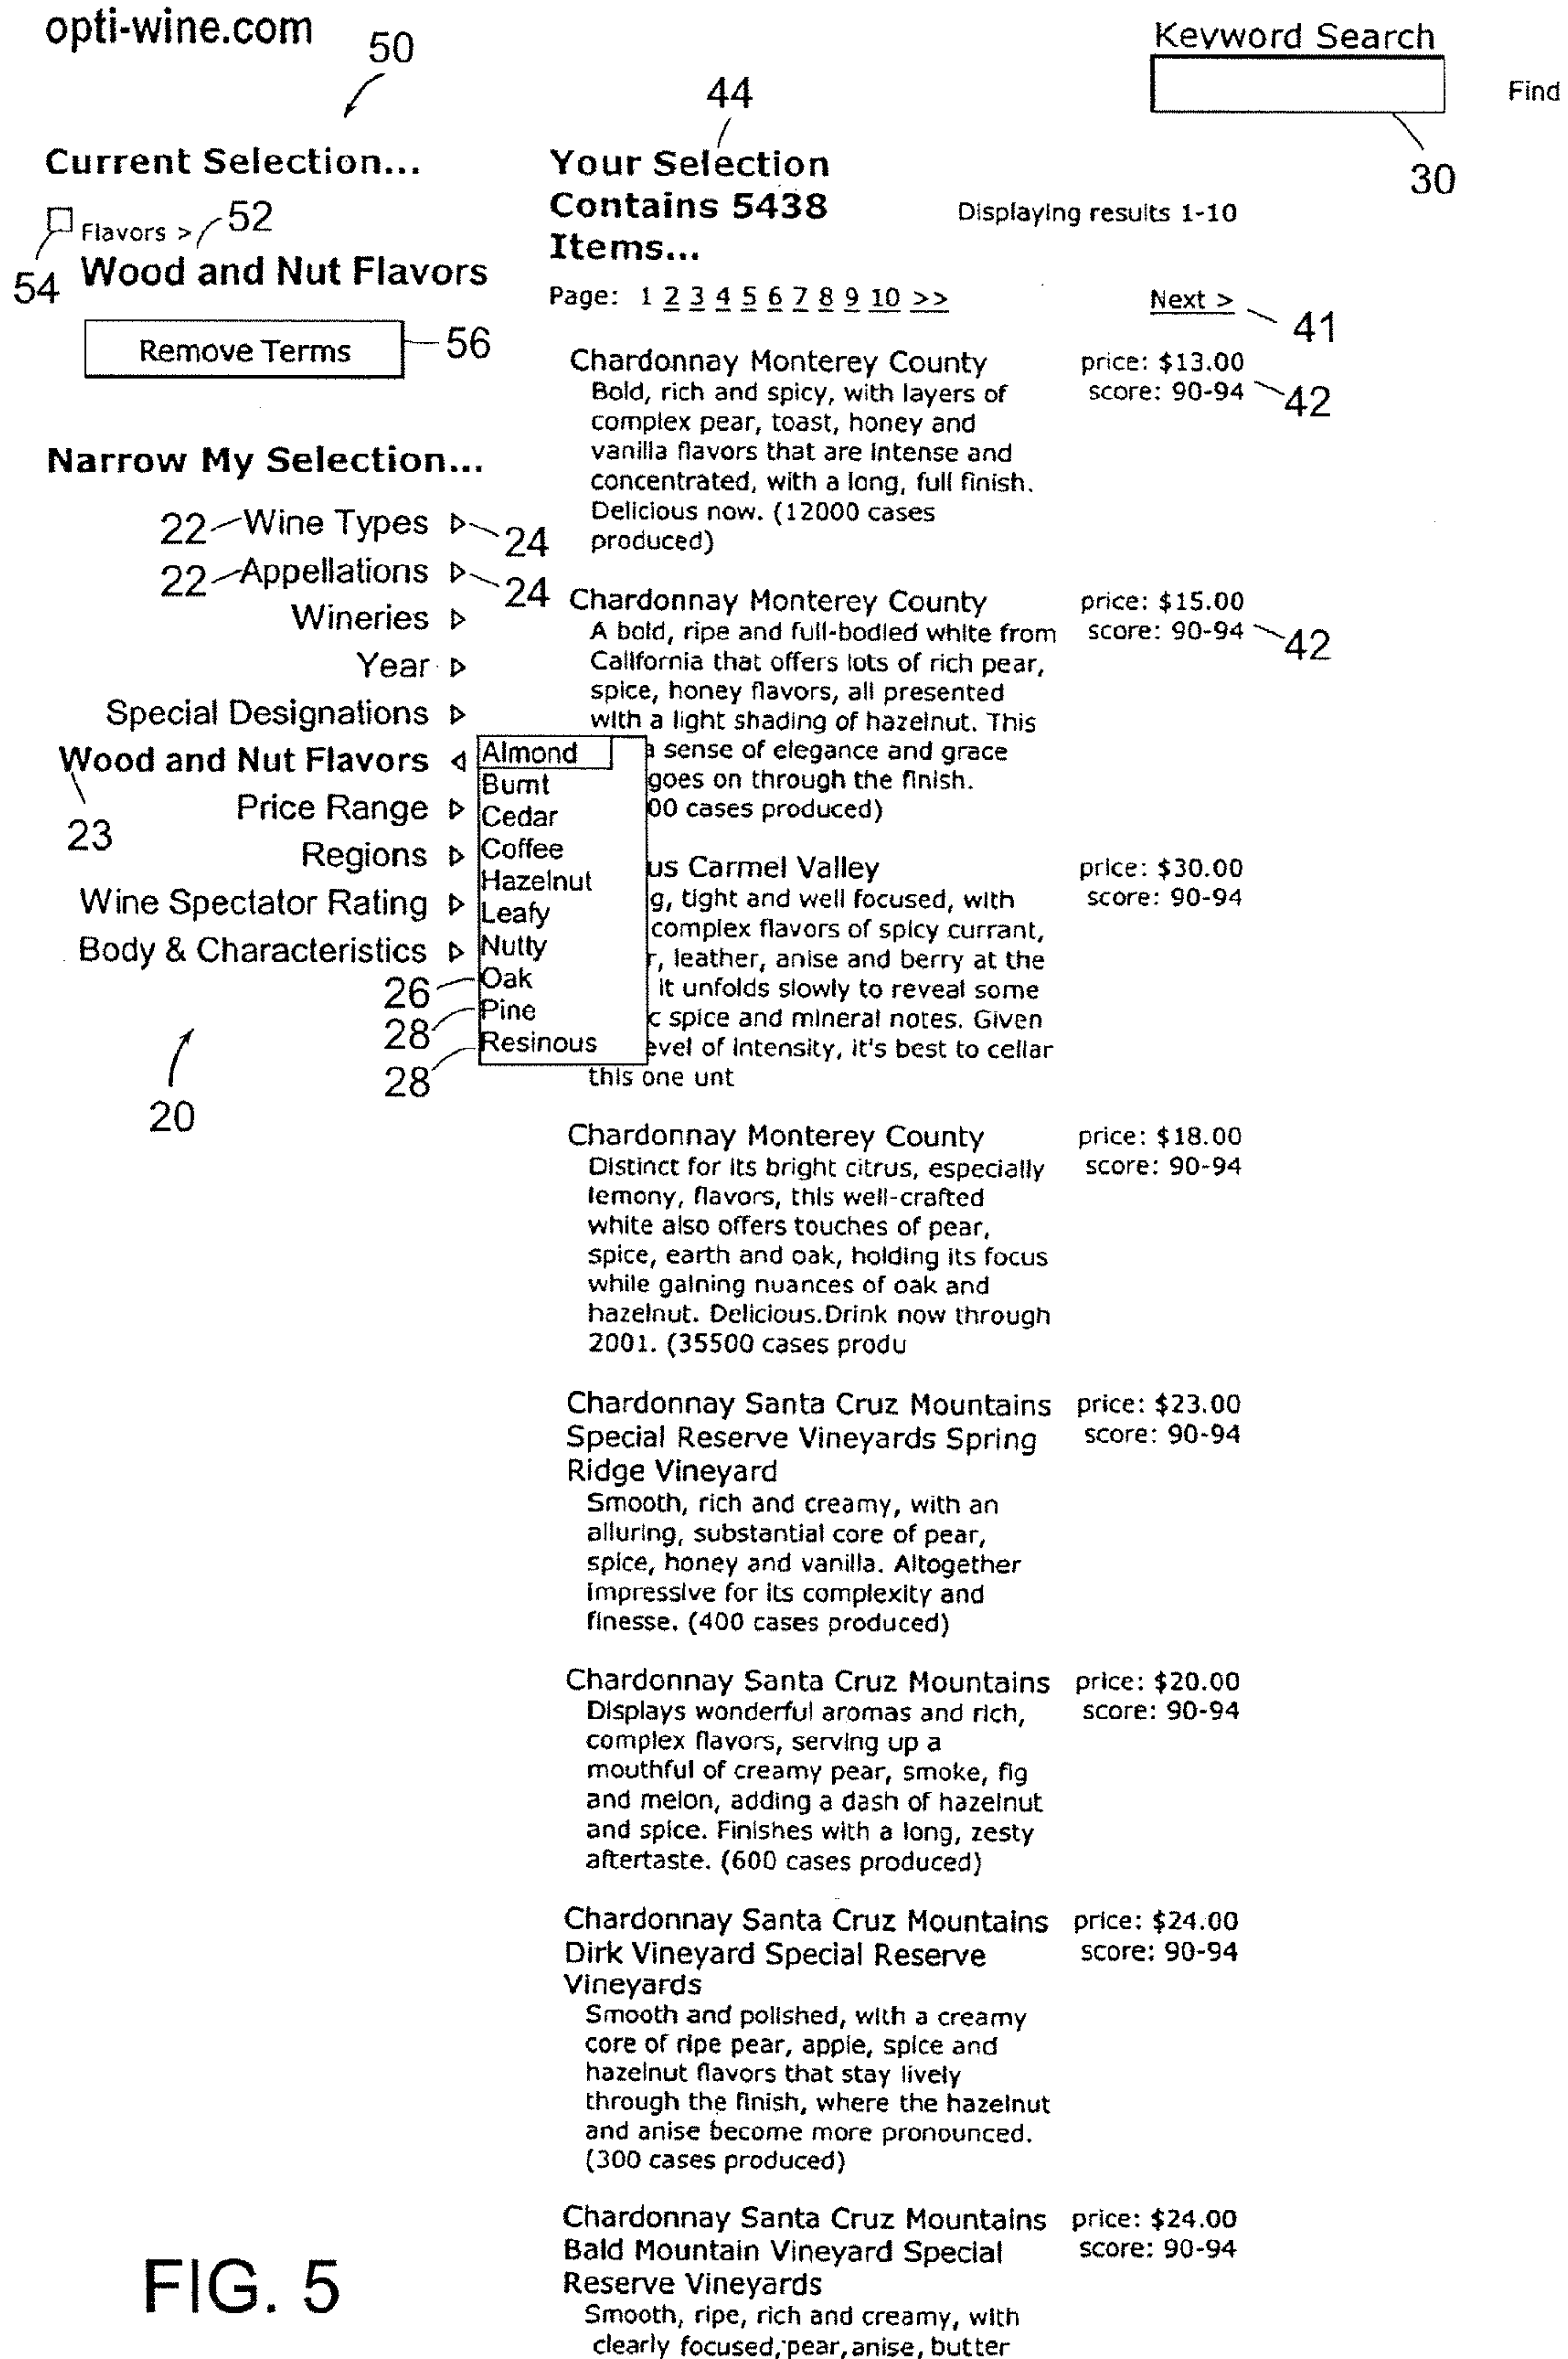 opti-wine.com
50
Keyword Search
Find
30
44
Current Selection...
54
Flavors >
52
Wood and Nut Flavors
Remove Terms
56
Narrow My Selection...
22 Wine Types 24
22 Appellations 24
Wineries
Year
Special Designations
Wood and Nut Flavors
23
Price Range
Regions
Wine Spectator Rating
Body & Characteristics
20
Almond
Burnt
Cedar
Coffee
Hazelnut
Leafy
Nutty
26 Oak
28 Pine
28 Resinous
Your Selection
Contains 5438
Items...
Displaying results 1-10
Page: 1 2 3 4 5 6 7 8 9 10 >>
Next >
41
Chardonnay Monterey County
price: $13.00
score: 90-94
42
Bold, rich and spicy, with layers of
complex pear, toast, honey and
vanilla flavors that are intense and
concentrated, with a long, full finish.
Delicious now. (12000 cases
produced)
Chardonnay Monterey County
price: $15.00
score: 90-94
42
A bold, ripe and full-bodied white from
California that offers lots of rich pear,
spice, honey flavors, all presented
with a light shading of hazelnut. This
a sense of elegance and grace
goes on through the finish.
00 cases produced)
us Carmel Valley
price: $30.00
score: 90-94
g, tight and well focused, with
complex flavors of spicy currant,
r, leather, anise and berry at the
it unfolds slowly to reveal some
c spice and mineral notes. Given
evel of intensity, it's best to cellar
this one unt
Chardonnay Monterey County
price: $18.00
score: 90-94
Distinct for its bright citrus, especially
lemony, flavors, this well-crafted
white also offers touches of pear,
spice, earth and oak, holding its focus
while gaining nuances of oak and
hazelnut. Delicious.Drink now through
2001. (35500 cases produ
Chardonnay Santa Cruz Mountains
Special Reserve Vineyards Spring
Ridge Vineyard
price: $23.00
score: 90-94
Smooth, rich and creamy, with an
alluring, substantial core of pear,
spice, honey and vanilla. Altogether
impressive for its complexity and
finesse. (400 cases produced)
Chardonnay Santa Cruz Mountains
price: $20.00
score: 90-94
Displays wonderful aromas and rich,
complex flavors, serving up a
mouthful of creamy pear, smoke, fig
and melon, adding a dash of hazelnut
and spice. Finishes with a long, zesty
aftertaste. (600 cases produced)
Chardonnay Santa Cruz Mountains
Dirk Vineyard Special Reserve
Vineyards
price: $24.00
score: 90-94
Smooth and polished, with a creamy
core of ripe pear, apple, spice and
hazelnut flavors that stay lively
through the finish, where the hazelnut
and anise become more pronounced.
(300 cases produced)
Chardonnay Santa Cruz Mountains
Bald Mountain Vineyard Special
Reserve Vineyards
price: $24.00
score: 90-94
Smooth, ripe, rich and creamy, with
clearly focused, pear, anise, butter
FIG. 5